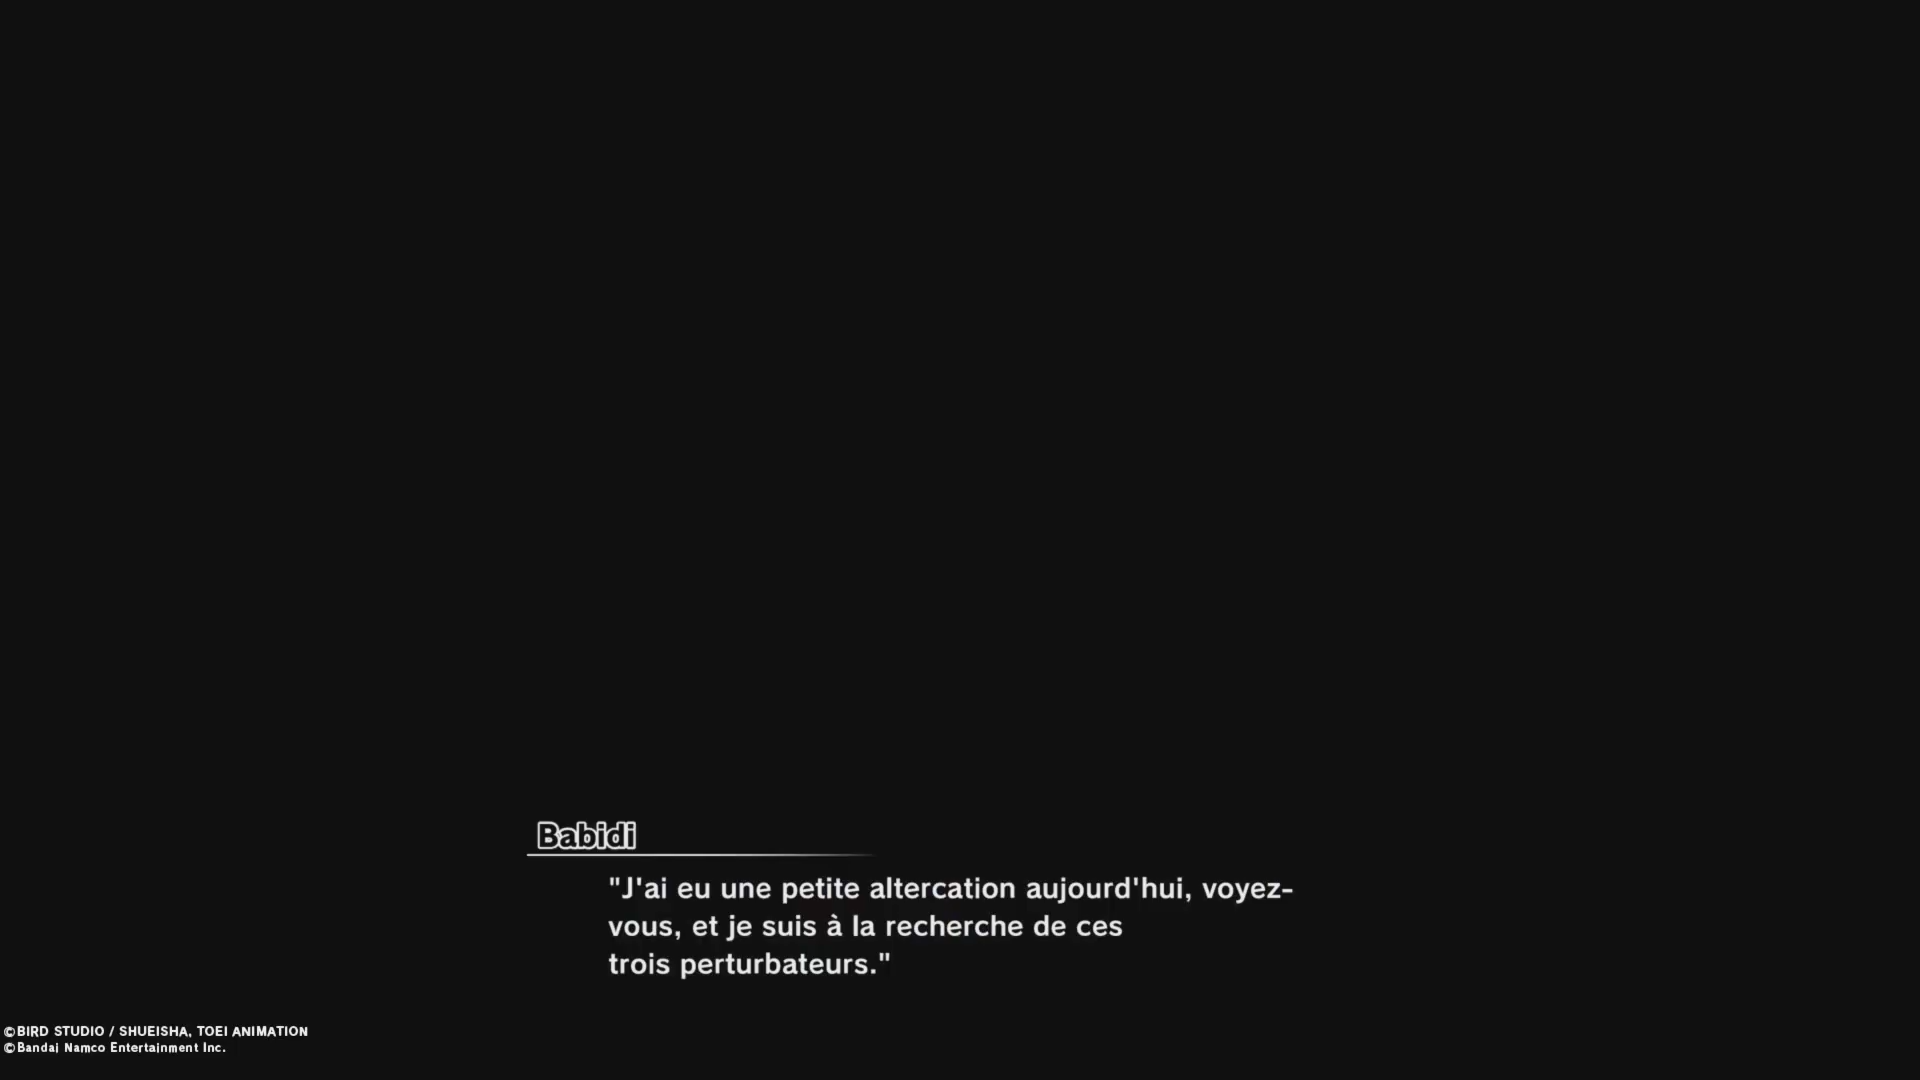 Babidi
"J'ai eu une petite altercation aujourd'hui, voyez-
vous, et je suis à la recherche de ces
trois perturbateurs."
©BIRD STUDIO / SHUEISHA, TOEI ANIMATION
©Bandai Namco Entertainment Inc.